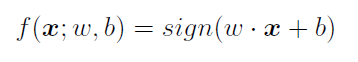 f(x; w, b) = sign(w · x + b)